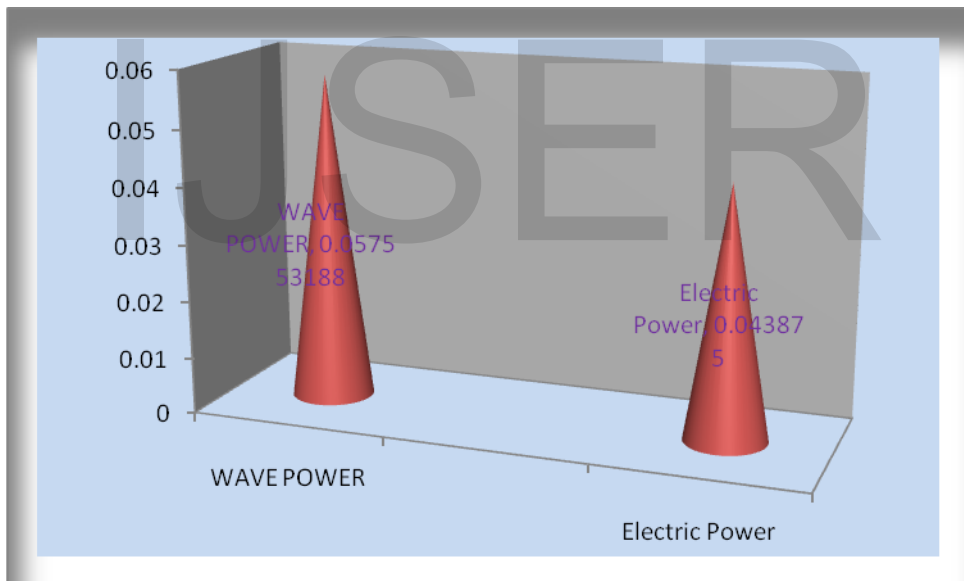 IJSER
0.06
0.05
0.04
0.03
0.02
0.01
0
WAVE
POWER, 0.0575
53188
Electric
Power, 0.04387
5
WAVE POWER
Electric Power